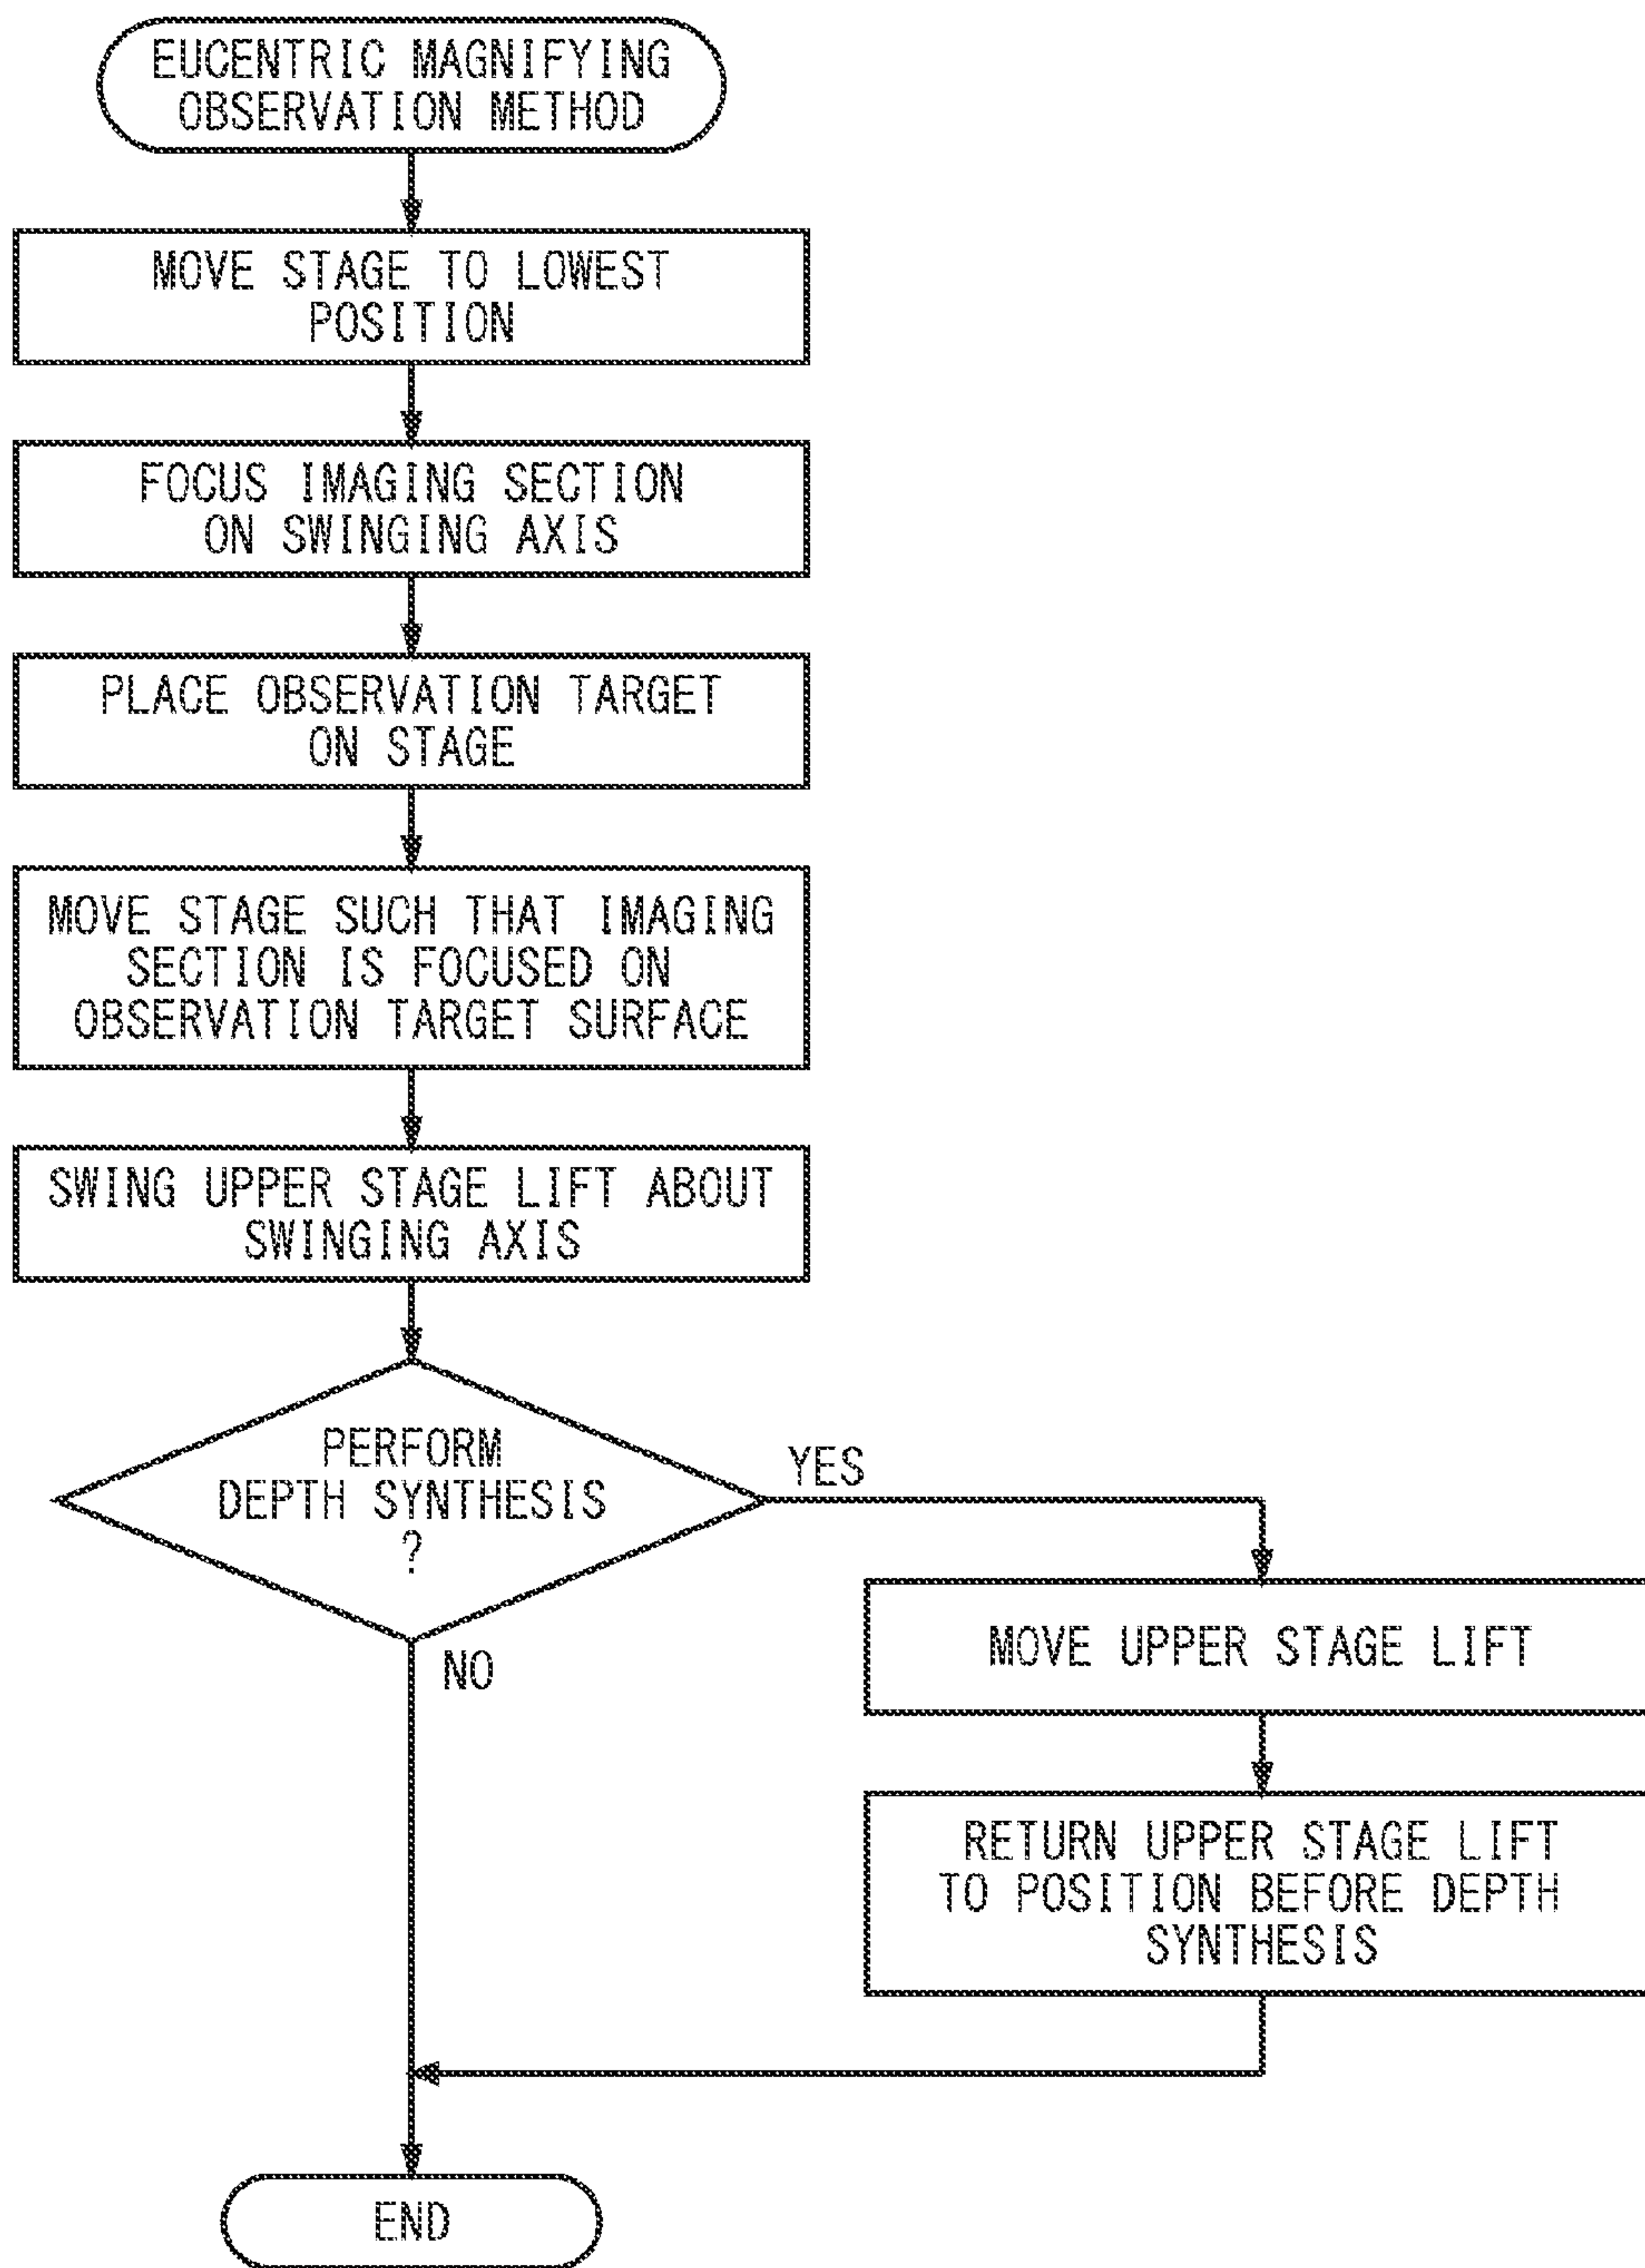 EUCENTRIC MAGNIFYING
OBSERVATION METHOD
MOVE STAGE TO LOWEST
POSITION
FOCUS IMAGING SECTION
ON SWINGING AXIS
PLACE OBSERVATION TARGET
ON STAGE
MOVE STAGE SUCH THAT IMAGING
SECTION IS FOCUSED ON
OBSERVATION TARGET SURFACE
SWING UPPER STAGE LIFT ABOUT
SWINGING AXIS
PERFORM
DEPTH SYNTHESIS
?
YES
NO
MOVE UPPER STAGE LIFT
RETURN UPPER STAGE LIFT
TO POSITION BEFORE DEPTH
SYNTHESIS
END